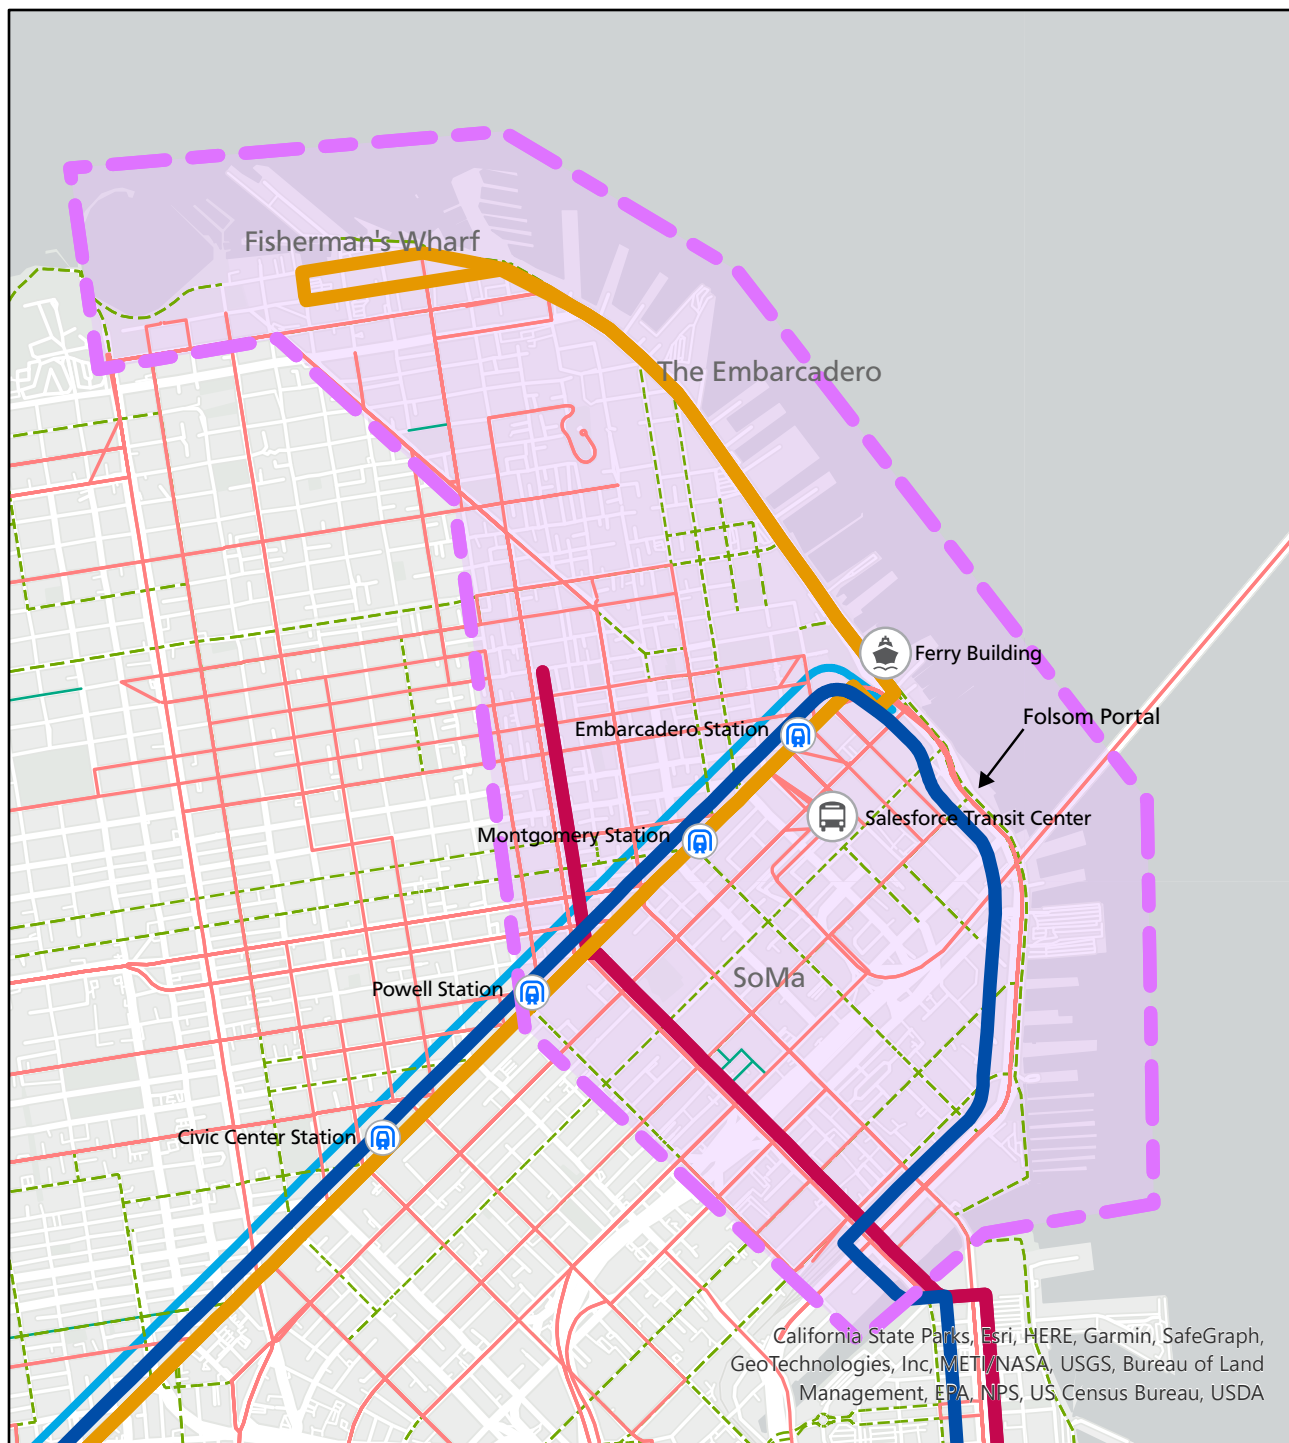 Fisherman's Wharf
The Embarcadero
Ferry Building
Folsom Portal
Embarcadero Station
Salesforce Transit Center
Montgomery Station
SoMa
Powell Station
Civic Center Station
California State Parks, Esri, HERE, Garmin, SafeGraph,
GeoTechnologies, Inc, METI/NASA, USGS, Bureau of Land
Management, EPA, NPS, US Census Bureau, USDA